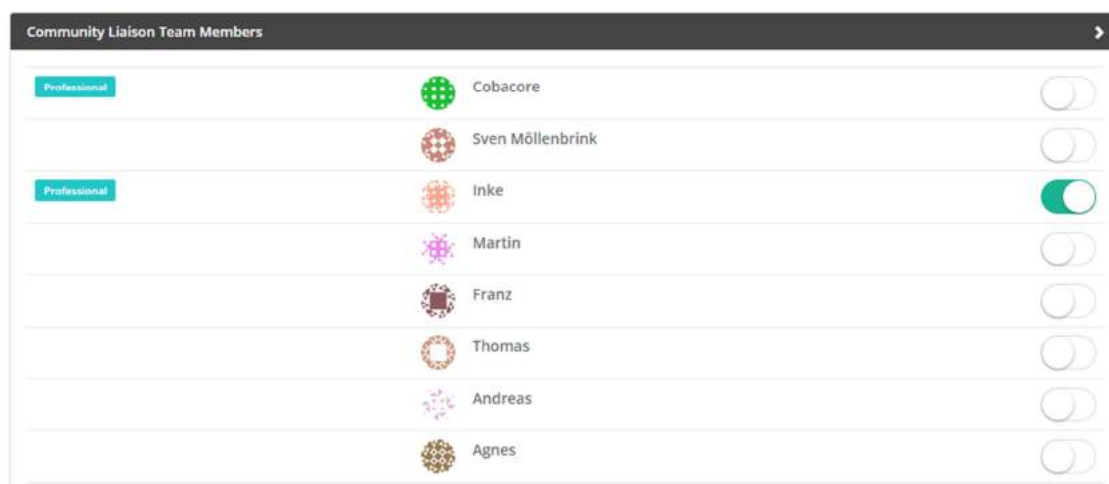 Community Liaison Team Members
Professional Cobacore
Sven Möllenbrink
Professional Inke
Martin
Franz
Thomas
Andreas
Agnes